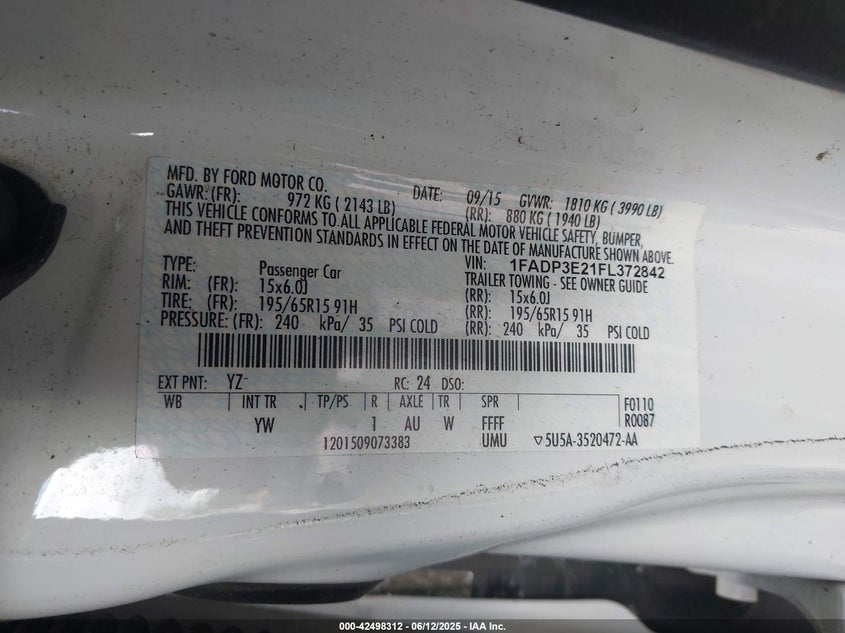 MFD. BY FORD MOTOR CO. DATE: 09/15 GVWR: 1810 KG ( 3990 LB)
GAWR: (FR): 972 KG ( 2143 LB) (RR): 880 KG ( 1940 LB)
THIS VEHICLE CONFORMS TO ALL APPLICABLE FEDERAL MOTOR VEHICLE SAFETY, BUMPER,
AND THEFT PREVENTION STANDARDS IN EFFECT ON THE DATE OF MANUFACTURE SHOWN ABOVE.
VIN: 1FADP3E21FL372842
TYPE: Passenger Car TRAILER TOWING - SEE OWNER GUIDE
RIM: (FR): 15x6.0J (RR): 15x6.0J
TIRE: (FR): 195/65R15 91H (RR): 195/65R15 91H
PRESSURE: (FR): 240 kPa/ 35 PSI COLD (RR): 240 kPa/ 35 PSI COLD
EXT PNT: YZ RC: 24 DSO:
WB INT TR TP/PS R AXLE TR SPR F0110
YW 1 AU W FFFF R0087
1201509073383 UMU ▽5U5A-3520472-AA
000-42498312 - 06/12/2025 - IAA Inc.